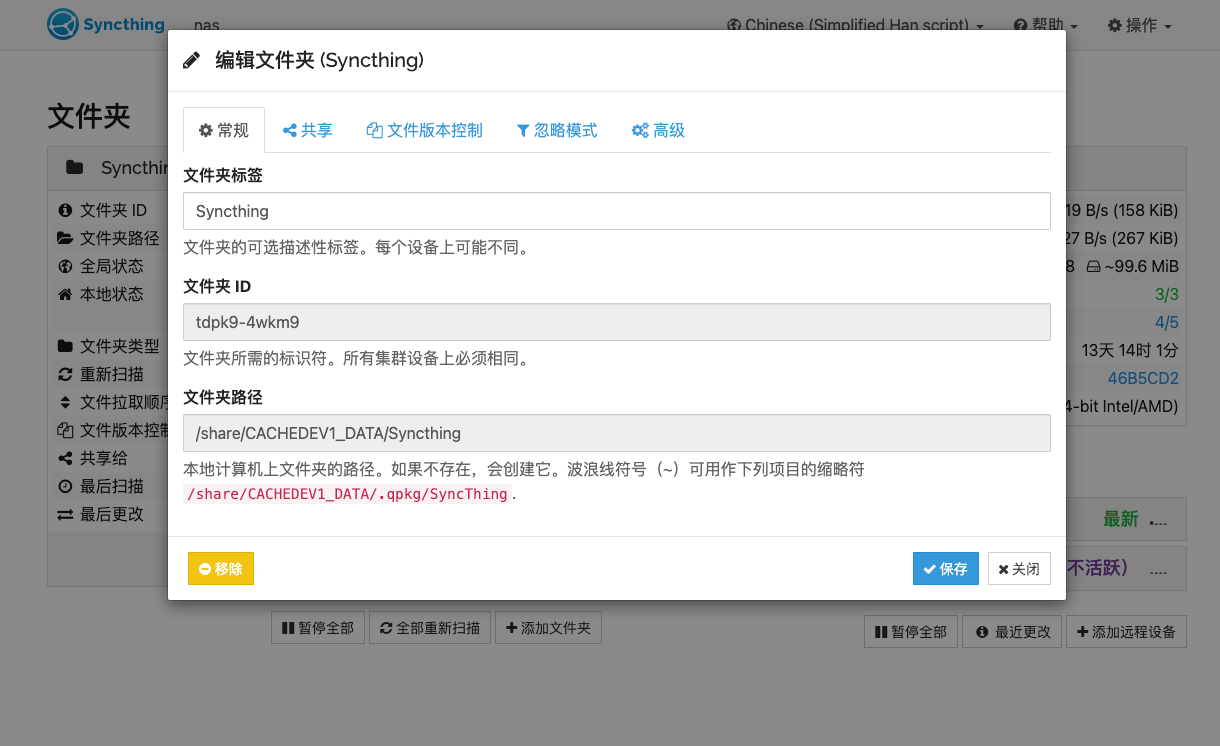 Syncthing
nas
Chinese (Simplified Han script)
帮助
操作
编辑文件夹 (Syncthing)
常规
共享
文件版本控制
忽略模式
高级
文件夹标签
Syncthing
文件夹的可选描述性标签。每个设备上可能不同。
文件夹 ID
tdpk9-4wkm9
文件夹所需的标识符。所有集群设备上必须相同。
文件夹路径
/share/CACHEDEV1_DATA/Syncthing
本地计算机上文件夹的路径。如果不存在，会创建它。波浪线符号（~）可用作下列项目的缩略符
/share/CACHEDEV1_DATA/.qpkg/SyncThing.
移除
保存
关闭
文件夹
文件夹 ID
文件夹路径
全局状态
本地状态
文件夹类型
重新扫描
文件拉取顺序
文件版本控制
共享给
最后扫描
最后更改
暂停全部
全部重新扫描
添加文件夹
19 B/s (158 KiB)
27 B/s (267 KiB)
8 ~99.6 MiB
3/3
4/5
13天 14时 1分
46B5CD2
4-bit Intel/AMD)
最新
不活跃）
暂停全部
最近更改
添加远程设备